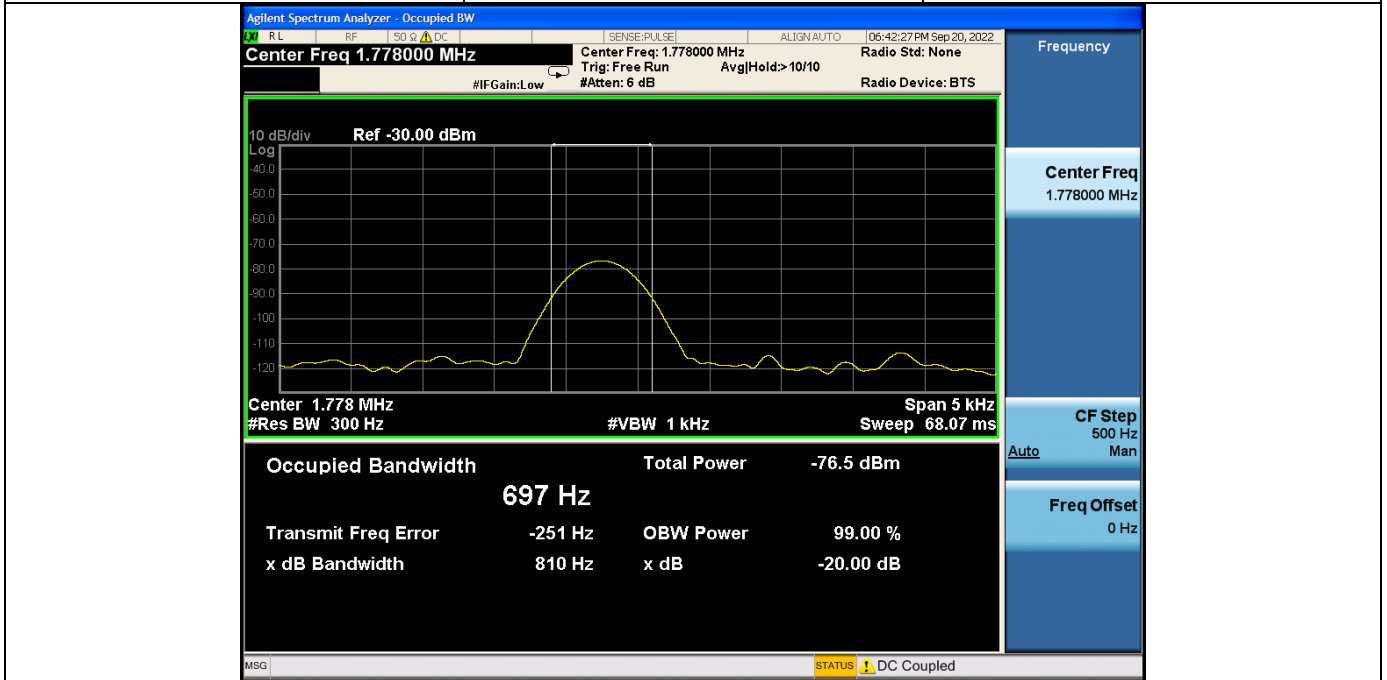 Agilent Spectrum Analyzer - Occupied BW
LXI RL RF 50 Ω DC SENSE:PULSE ALIGN AUTO 06:42:27 PM Sep 20, 2022
Center Freq 1.778000 MHz
Center Freq: 1.778000 MHz Radio Std: None
Trig: Free Run Avg|Hold:> 10/10
#IFGain:Low #Atten: 6 dB Radio Device: BTS
10 dB/div Ref -30.00 dBm
Log
-40.0
-50.0
-60.0
-70.0
-80.0
-90.0
-100
-110
-120
Center 1.778 MHz Span 5 kHz
#Res BW 300 Hz #VBW 1 kHz Sweep 68.07 ms
Occupied Bandwidth Total Power -76.5 dBm
697 Hz
Transmit Freq Error -251 Hz OBW Power 99.00 %
x dB Bandwidth 810 Hz x dB -20.00 dB
Frequency
Center Freq
1.778000 MHz
CF Step
500 Hz
Auto Man
Freq Offset
0 Hz
MSG STATUS DC Coupled